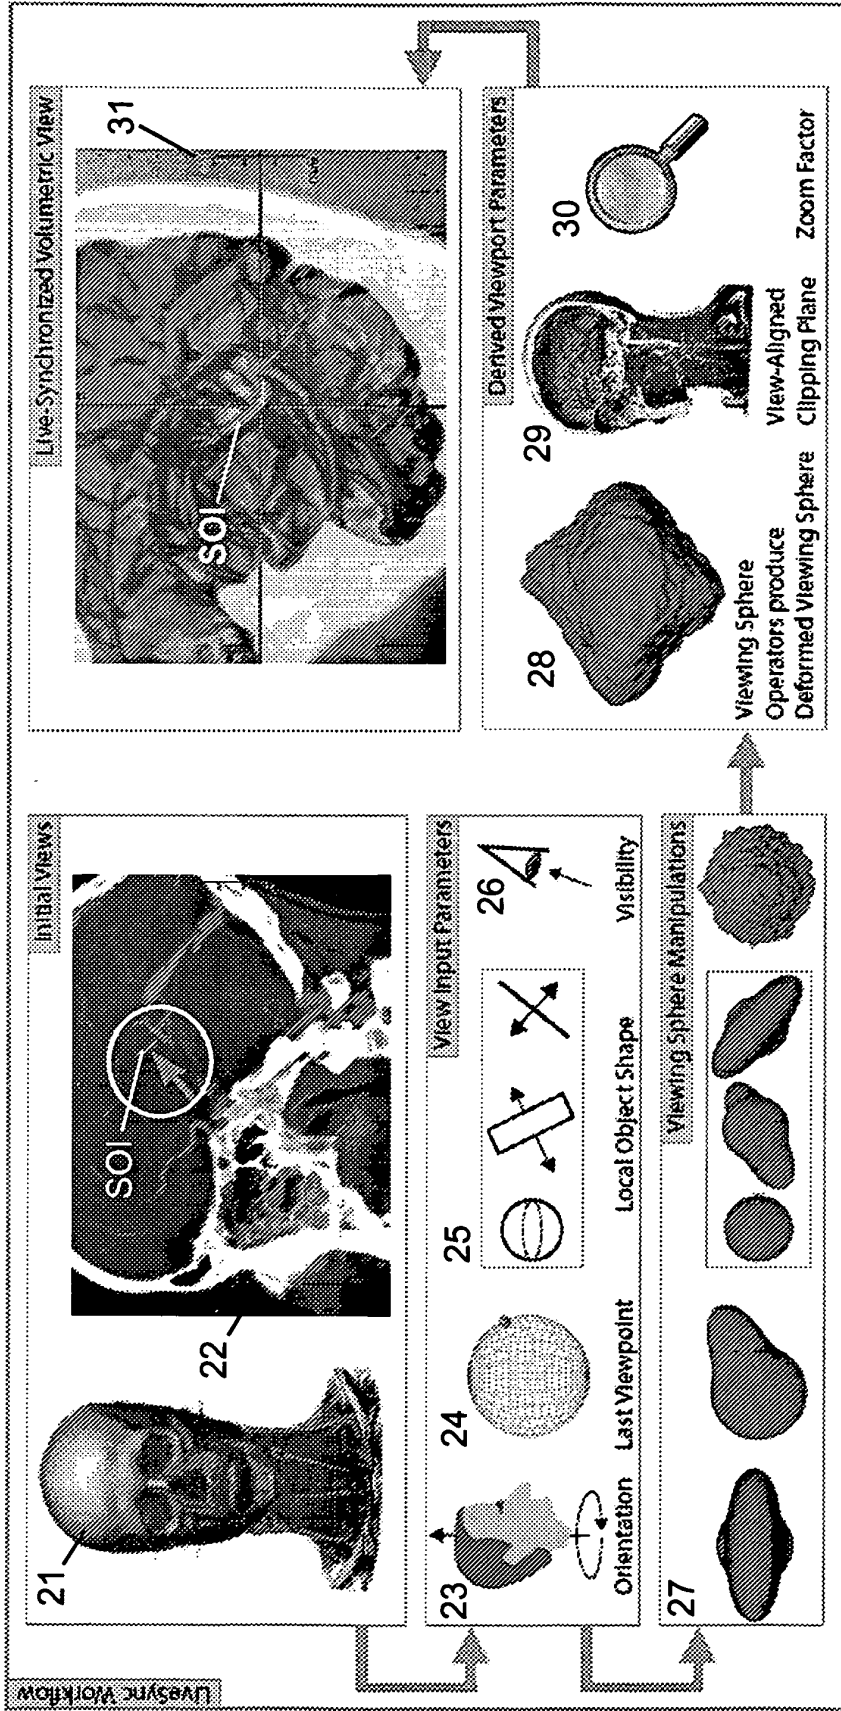 LiveSync Workflow
Initial Views
21
22
SOI
View Input Parameters
23
24
25
26
Orientation
Last Viewpoint
Local Object Shape
Visibility
Viewing Sphere Manipulations
27
Live-Synchronized Volumetric View
SOI
31
Derived Viewport Parameters
28
29
30
Viewing Sphere
Operators produce
Deformed Viewing Sphere
View-Aligned
Clipping Plane
Zoom Factor